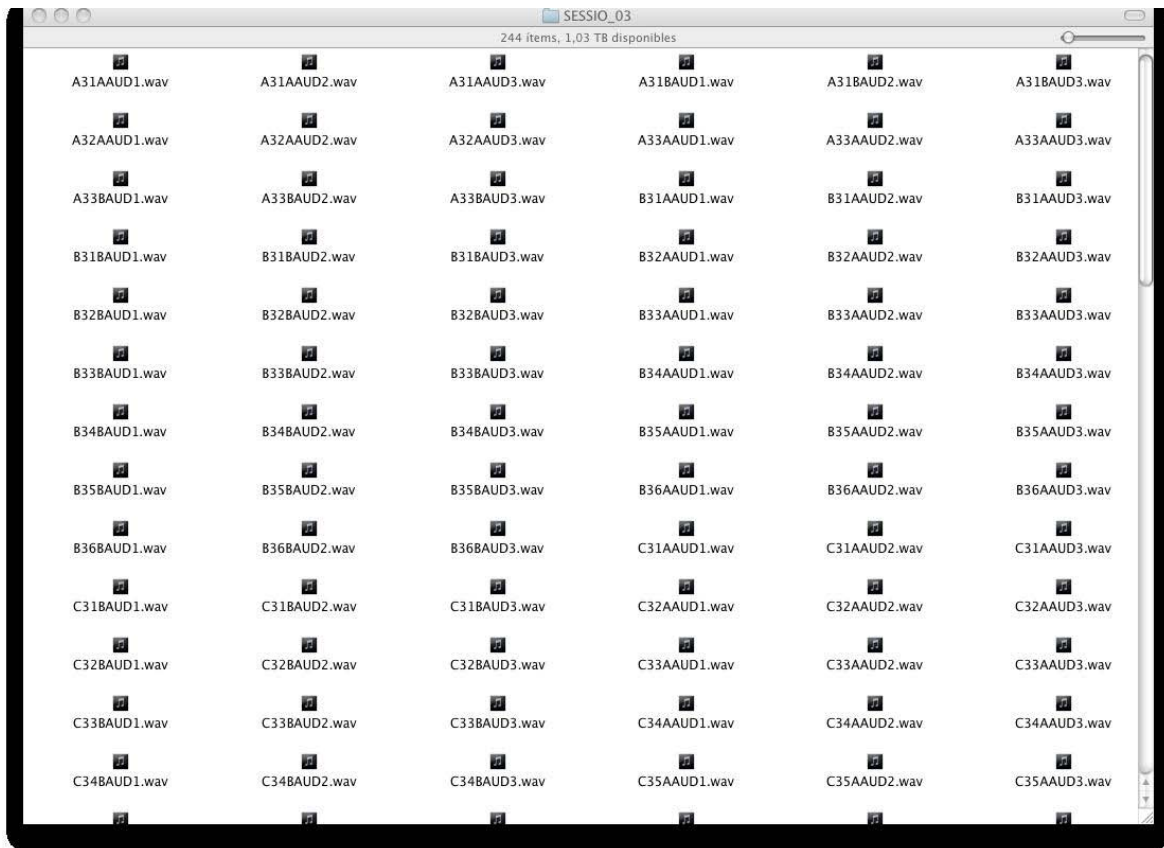 SESSIO_03
244 ítems, 1,03 TB disponibles
A31AAUD1.wav A31AAUD2.wav A31AAUD3.wav A31BAUD1.wav A31BAUD2.wav A31BAUD3.wav
A32AAUD1.wav A32AAUD2.wav A32AAUD3.wav A33AAUD1.wav A33AAUD2.wav A33AAUD3.wav
A33BAUD1.wav A33BAUD2.wav A33BAUD3.wav B31AAUD1.wav B31AAUD2.wav B31AAUD3.wav
B31BAUD1.wav B31BAUD2.wav B31BAUD3.wav B32AAUD1.wav B32AAUD2.wav B32AAUD3.wav
B32BAUD1.wav B32BAUD2.wav B32BAUD3.wav B33AAUD1.wav B33AAUD2.wav B33AAUD3.wav
B33BAUD1.wav B33BAUD2.wav B33BAUD3.wav B34AAUD1.wav B34AAUD2.wav B34AAUD3.wav
B34BAUD1.wav B34BAUD2.wav B34BAUD3.wav B35AAUD1.wav B35AAUD2.wav B35AAUD3.wav
B35BAUD1.wav B35BAUD2.wav B35BAUD3.wav B36AAUD1.wav B36AAUD2.wav B36AAUD3.wav
B36BAUD1.wav B36BAUD2.wav B36BAUD3.wav C31AAUD1.wav C31AAUD2.wav C31AAUD3.wav
C31BAUD1.wav C31BAUD2.wav C31BAUD3.wav C32AAUD1.wav C32AAUD2.wav C32AAUD3.wav
C32BAUD1.wav C32BAUD2.wav C32BAUD3.wav C33AAUD1.wav C33AAUD2.wav C33AAUD3.wav
C33BAUD1.wav C33BAUD2.wav C33BAUD3.wav C34AAUD1.wav C34AAUD2.wav C34AAUD3.wav
C34BAUD1.wav C34BAUD2.wav C34BAUD3.wav C35AAUD1.wav C35AAUD2.wav C35AAUD3.wav